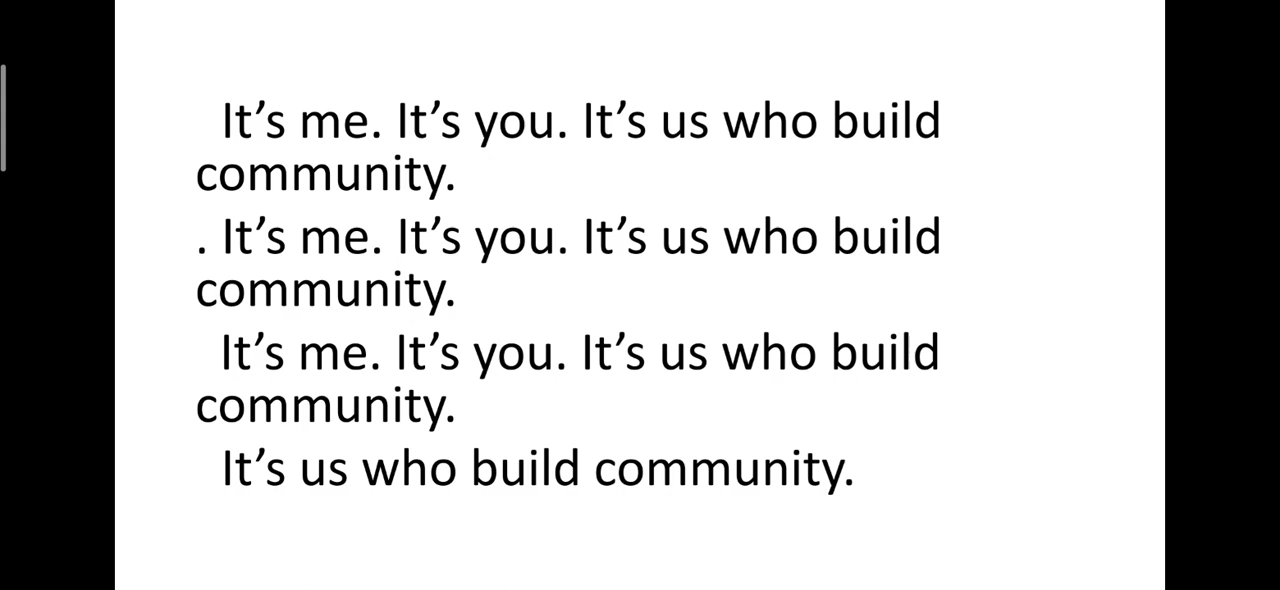 It’s me. It’s you. It’s us who build
community.
. It’s me. It’s you. It’s us who build
community.
It’s me. It’s you. It’s us who build
community.
It’s us who build community.